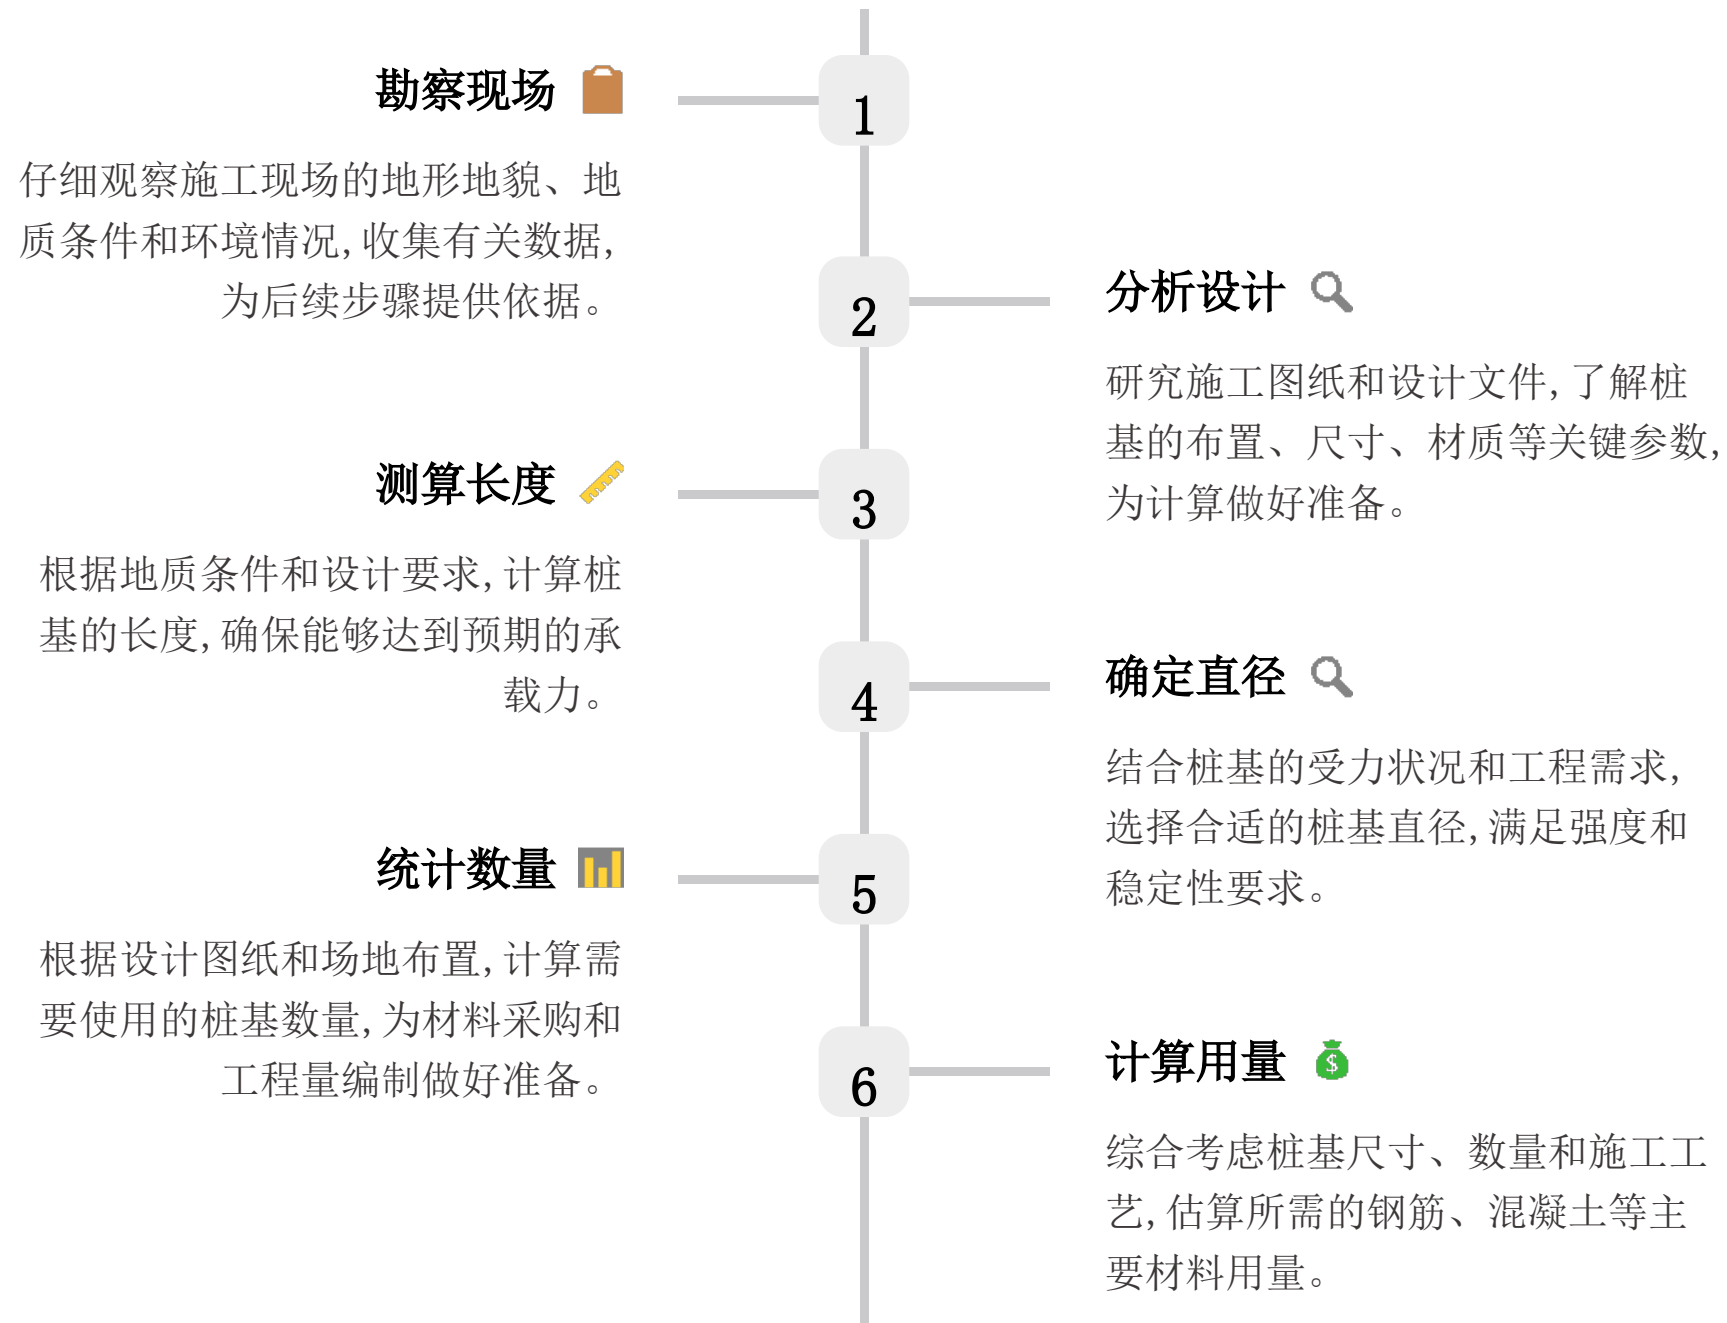 1
勘察现场
仔细观察施工现场的地形地貌、地
质条件和环境情况,收集有关数据,
为后续步骤提供依据。
2
分析设计
研究施工图纸和设计文件,了解桩
基的布置、尺寸、材质等关键参数,
为计算做好准备。
3
测算长度
根据地质条件和设计要求,计算桩
基的长度,确保能够达到预期的承
载力。
4
确定直径
结合桩基的受力状况和工程需求,
选择合适的桩基直径,满足强度和
稳定性要求。
5
统计数量
根据设计图纸和场地布置,计算需
要使用的桩基数量,为材料采购和
工程量编制做好准备。
6
计算用量
$
综合考虑桩基尺寸、数量和施工工
艺,估算所需的钢筋、混凝土等主
要材料用量。